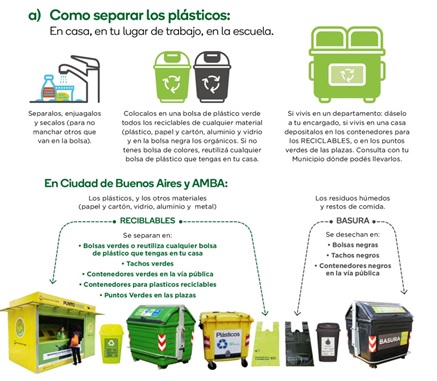 a) Como separar los plásticos:
En casa, en tu lugar de trabajo, en la escuela.
Separalos, enjuagalos
y secalos (para no
manchar otros que
van en la bolsa).
Colocalos en una bolsa de plástico verde
todos los reciclables de cualquier material
(plástico, papel y cartón, aluminio y vidrio
y en la bolsa negra los orgánicos. Si no
tenes bolsa de colores, reutilizá cualquier
bolsa de plástico que tengas en tu casa.
Si vivis en un departamento: dáselo
a tu encargado, si vivis en una casa
depositalos en los contenedores para
los RECICLABLES, o en los puntos
verdes de las plazas. Consulta con tu
Municipio dónde podés llevarlos.
En Ciudad de Buenos Aires y AMBA:
Los plásticos, y los otros materiales
(papel y cartón, vidrio, aluminio y metal)
RECIBLABLES
Se separan en:
• Bolsas verdes o reutiliza cualquier bolsa
de plástico que tengas en tu casa
• Tachos verdes
• Contenedores verdes en la vía pública
• Contenedores para plasticos reciclables
• Puntos Verdes en las plazas
Los residuos húmedos
y restos de comida.
BASURA
Se desechan en:
• Bolsas negras
• Tachos negros
• Contenedores negros
en la vía pública
PUNTO
Plásticos
BASURA